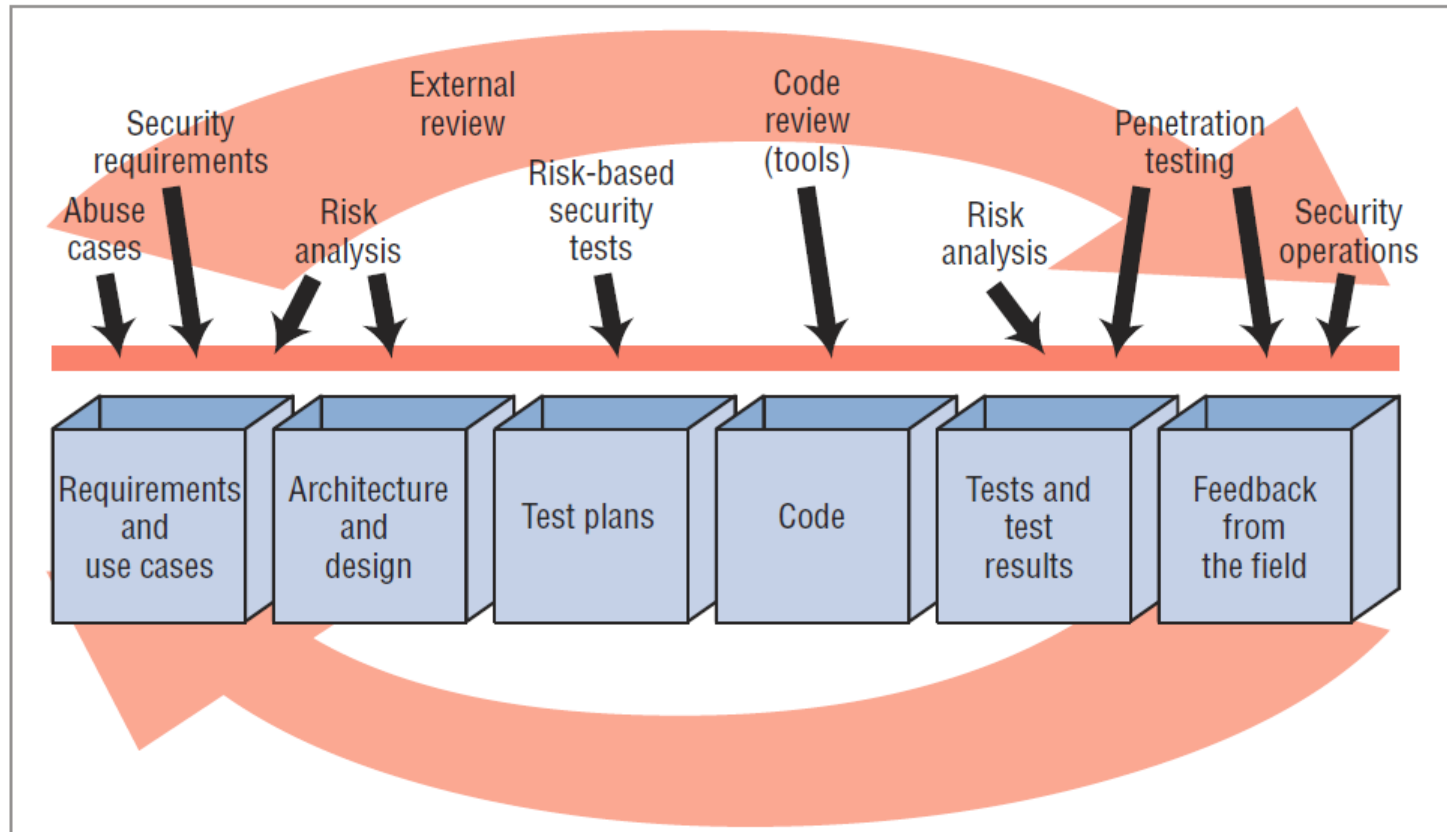 External
review
Code
review
(tools)
Security
requirements
Penetration
testing
Abuse
cases
Risk
analysis
Risk-based
security
tests
Risk
analysis
Security
operations
Requirements
and
use cases
Architecture
and
design
Test plans
Code
Tests and
test
results
Feedback
from
the field